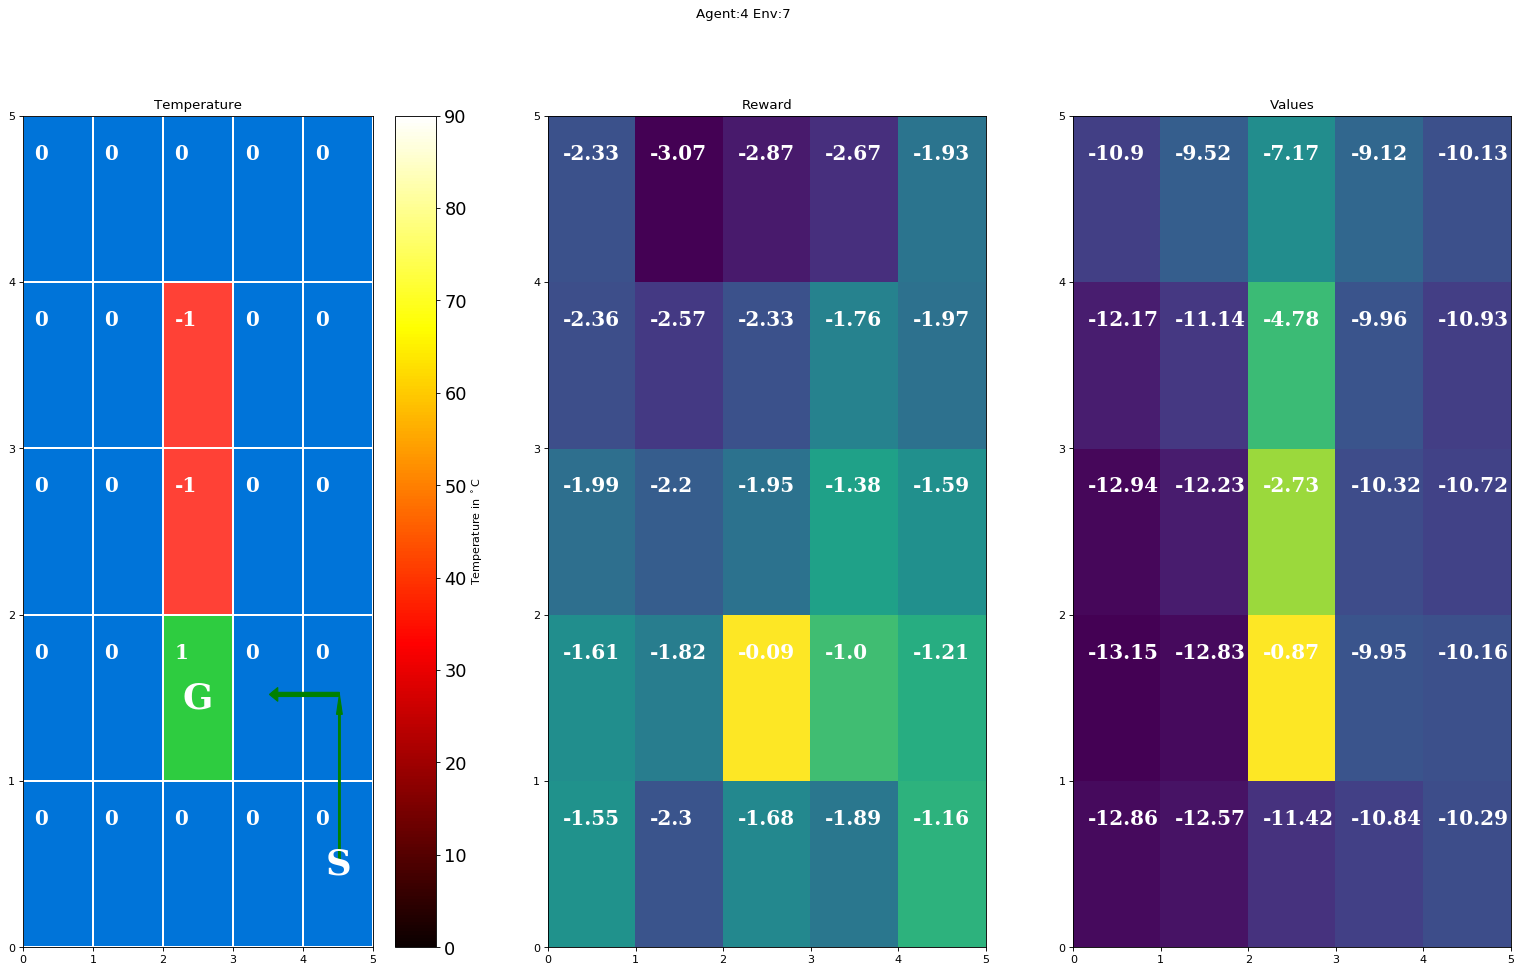 Agent:4 Env:7
Temperature
5
4
3
2
1
0
0 1 2 3 4 5
0 0 0 0 0
0 0 -1 0 0
0 0 -1 0 0
0 0 1 0 0
G
0 0 0 0 0
S
90
80
70
60
50
40
30
20
10
0
Temperature in °C
Reward
5
4
3
2
1
0
0 1 2 3 4 5
-2.33 -3.07 -2.87 -2.67 -1.93
-2.36 -2.57 -2.33 -1.76 -1.97
-1.99 -2.2 -1.95 -1.38 -1.59
-1.61 -1.82 -0.09 -1.0 -1.21
-1.55 -2.3 -1.68 -1.89 -1.16
Values
5
4
3
2
1
0
0 1 2 3 4 5
-10.9 -9.52 -7.17 -9.12 -10.13
-12.17 -11.14 -4.78 -9.96 -10.93
-12.94 -12.23 -2.73 -10.32 -10.72
-13.15 -12.83 -0.87 -9.95 -10.16
-12.86 -12.57 -11.42 -10.84 -10.29